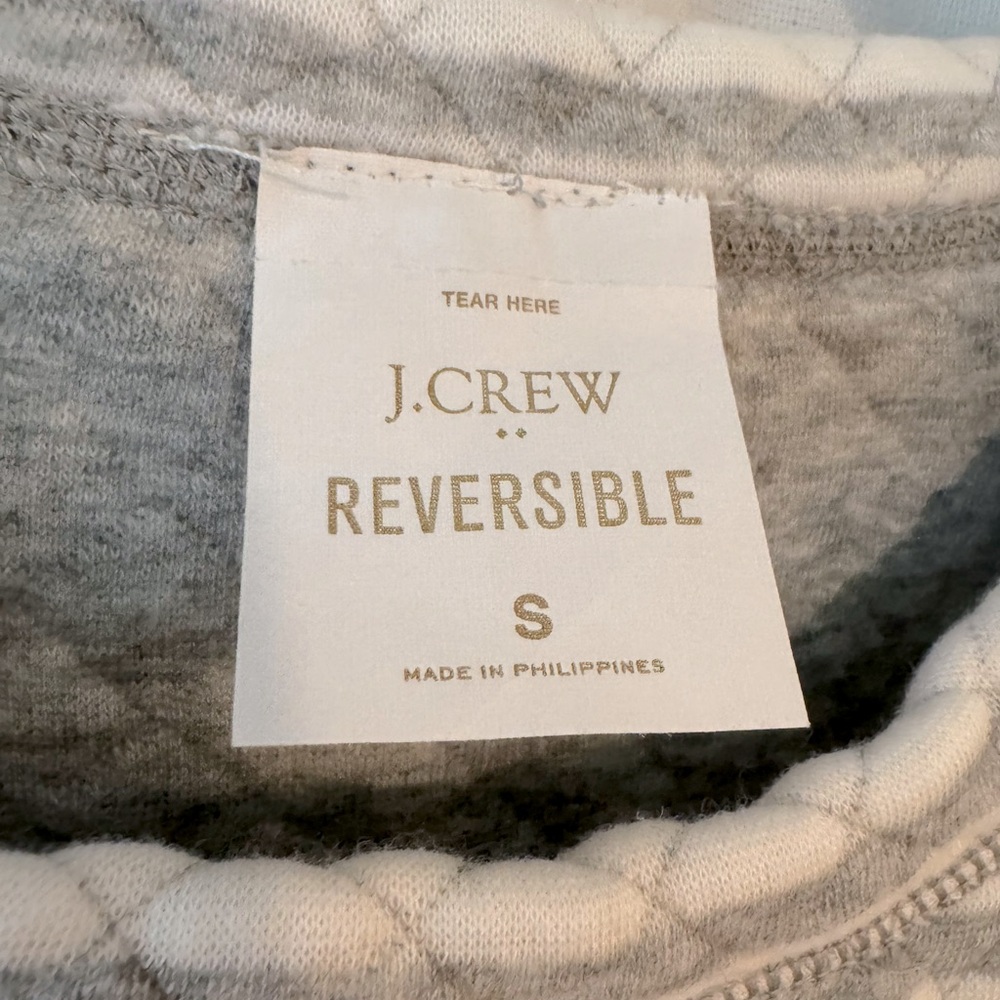 TEAR HERE
J.CREW
REVERSIBLE
S
MADE IN PHILIPPINES